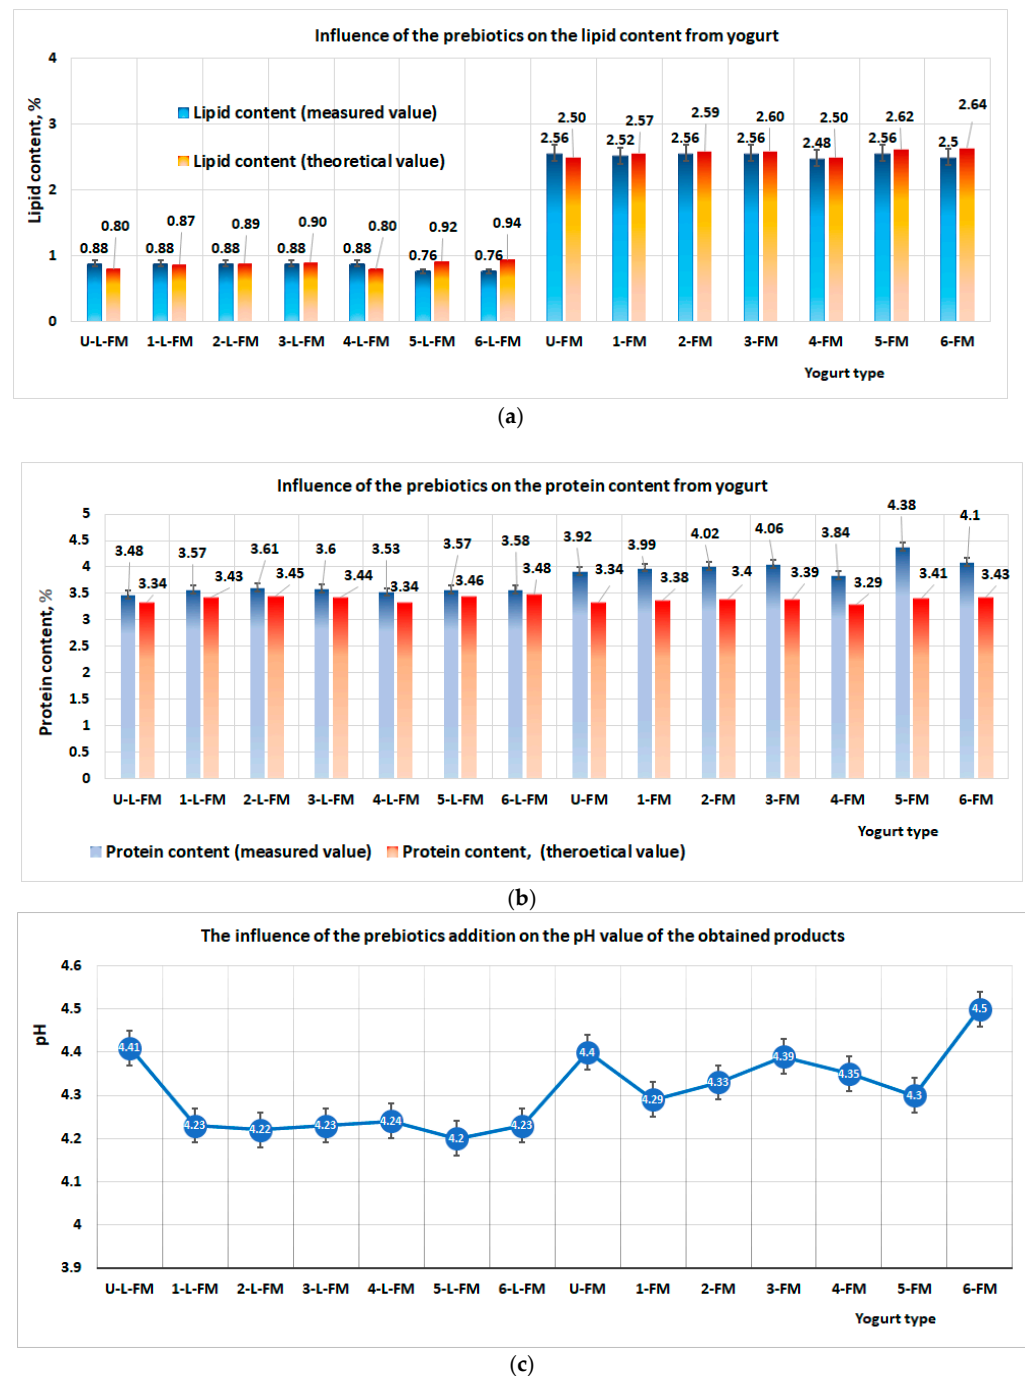 Influence of the prebiotics on the lipid content from yogurt
Lipid content, %
4
3
2
1
0
Lipid content (measured value)
Lipid content (theoretical value)
0.88 0.80 0.88 0.87 0.88 0.89 0.88 0.90 0.88 0.80 0.76 0.92 0.76 0.94 2.56 2.50 2.52 2.57 2.56 2.59 2.56 2.60 2.48 2.50 2.56 2.62 2.5 2.64
U-L-FM 1-L-FM 2-L-FM 3-L-FM 4-L-FM 5-L-FM 6-L-FM U-FM 1-FM 2-FM 3-FM 4-FM 5-FM 6-FM
Yogurt type
(a)
Influence of the prebiotics on the protein content from yogurt
Protein content, %
5
4.5
4
3.5
3
2.5
2
1.5
1
0.5
0
3.48 3.34 3.57 3.43 3.61 3.45 3.6 3.44 3.53 3.34 3.57 3.46 3.58 3.48 3.92 3.34 3.99 3.38 4.02 3.4 4.06 3.39 3.84 3.29 4.38 3.41 4.1 3.43
U-L-FM 1-L-FM 2-L-FM 3-L-FM 4-L-FM 5-L-FM 6-L-FM U-FM 1-FM 2-FM 3-FM 4-FM 5-FM 6-FM
Yogurt type
Protein content (measured value) Protein content, (theroetical value)
(b)
The influence of the prebiotics addition on the pH value of the obtained products
pH
4.6
4.5
4.4
4.3
4.2
4.1
4
3.9
4.41 4.23 4.22 4.23 4.24 4.2 4.23 4.4 4.29 4.33 4.39 4.35 4.3 4.5
U-L-FM 1-L-FM 2-L-FM 3-L-FM 4-L-FM 5-L-FM 6-L-FM U-FM 1-FM 2-FM 3-FM 4-FM 5-FM 6-FM
Yogurt type
(c)